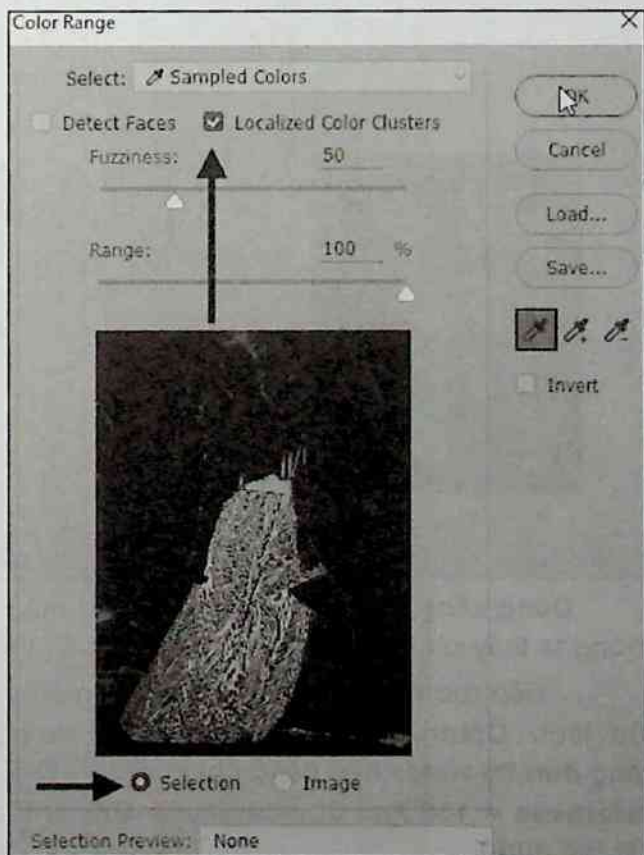 Color Range
Select: Sampled Colors
Detect Faces Localized Color Clusters
Fuzziness: 50
Range: 100 %
OK
Cancel
Load...
Save...
Invert
Selection Image
Selection Preview: None